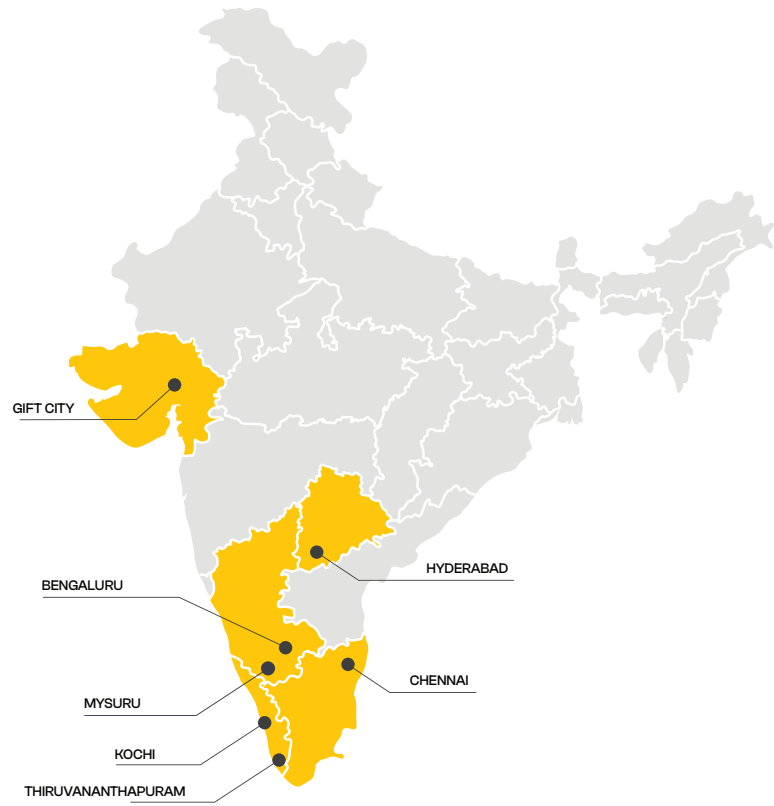 GIFT CITY
HYDERABAD
BENGALURU
CHENNAI
MYSURU
KOCHI
THIRUVANANTHAPURAM